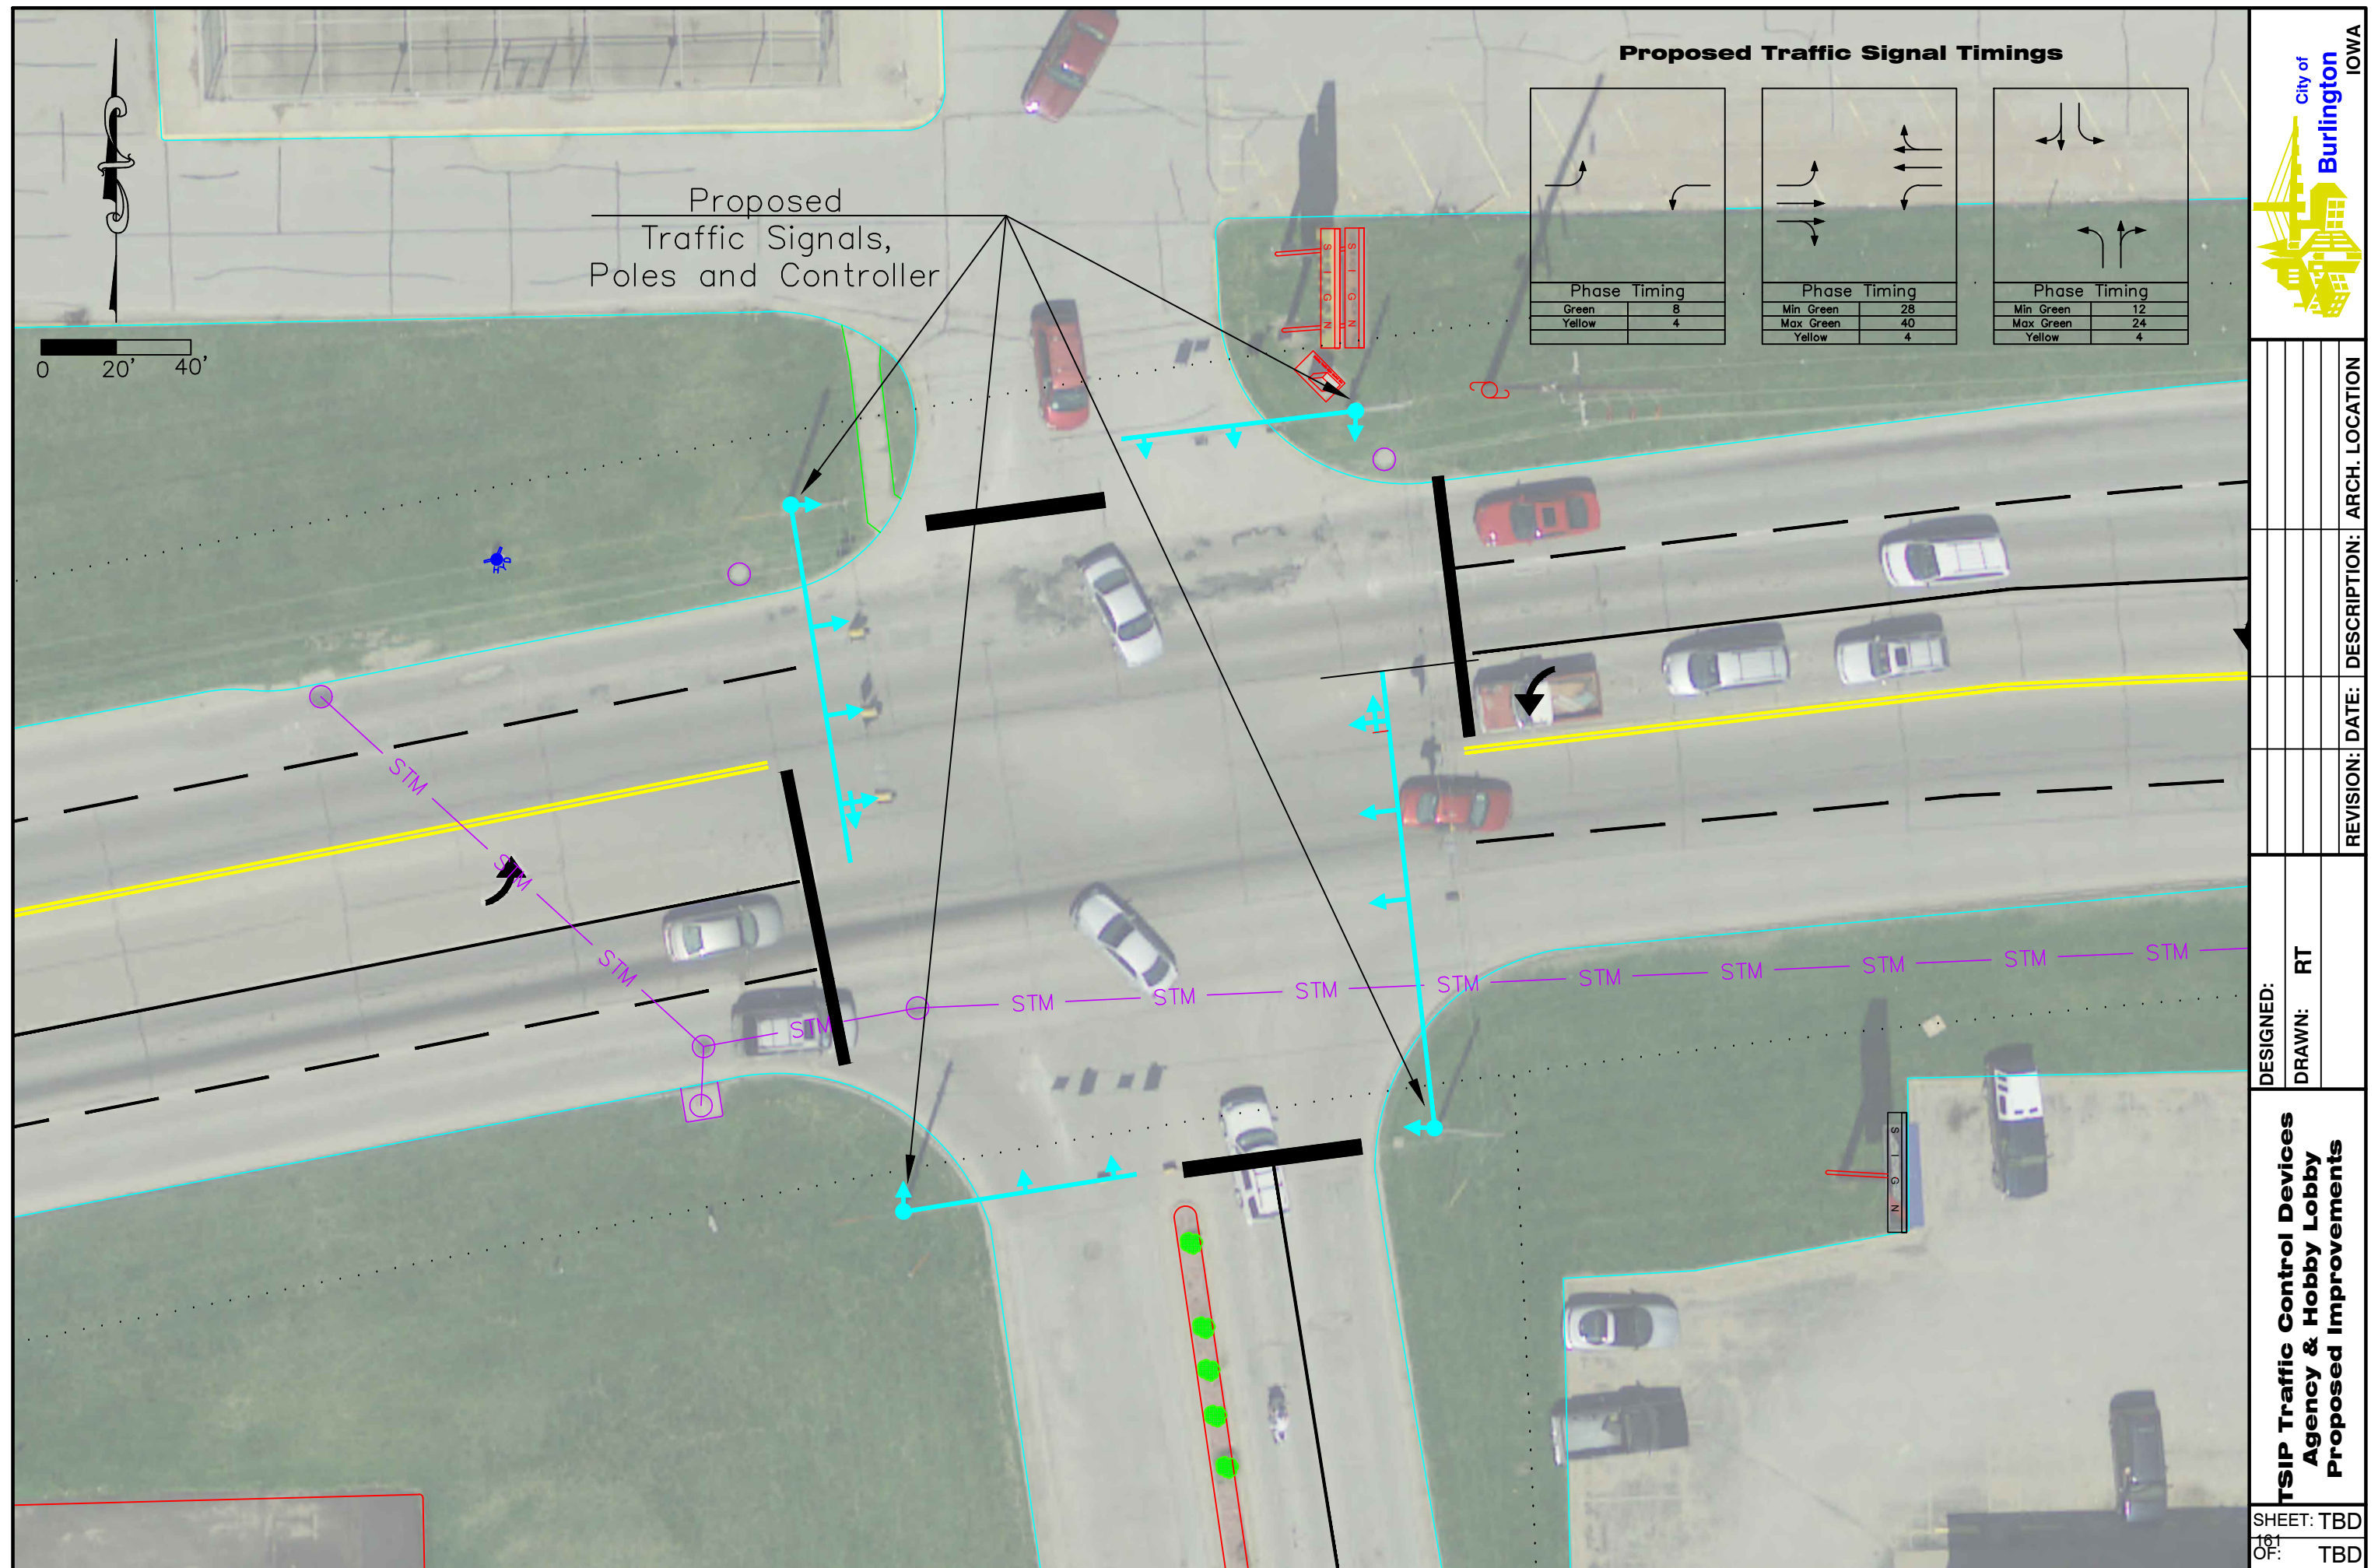 Proposed Traffic Signal Timings
Phase Timing
Green 8
Yellow 4
Phase Timing
Min Green 28
Max Green 40
Yellow 4
Phase Timing
Min Green 12
Max Green 24
Yellow 4
Proposed
Traffic Signals,
Poles and Controller
0 20' 40'
SIGN
SIGN
HYD
STM
STM
STM
STM
STM
STM
STM
STM
STM
STM
STM
STM
STM
SIGN
City of
Burlington
IOWA
REVISION: DATE: DESCRIPTION: ARCH. LOCATION
DESIGNED:
DRAWN: RT
TSIP Traffic Control Devices
Agency & Hobby Lobby
Proposed Improvements
SHEET: TBD
161
OF: TBD